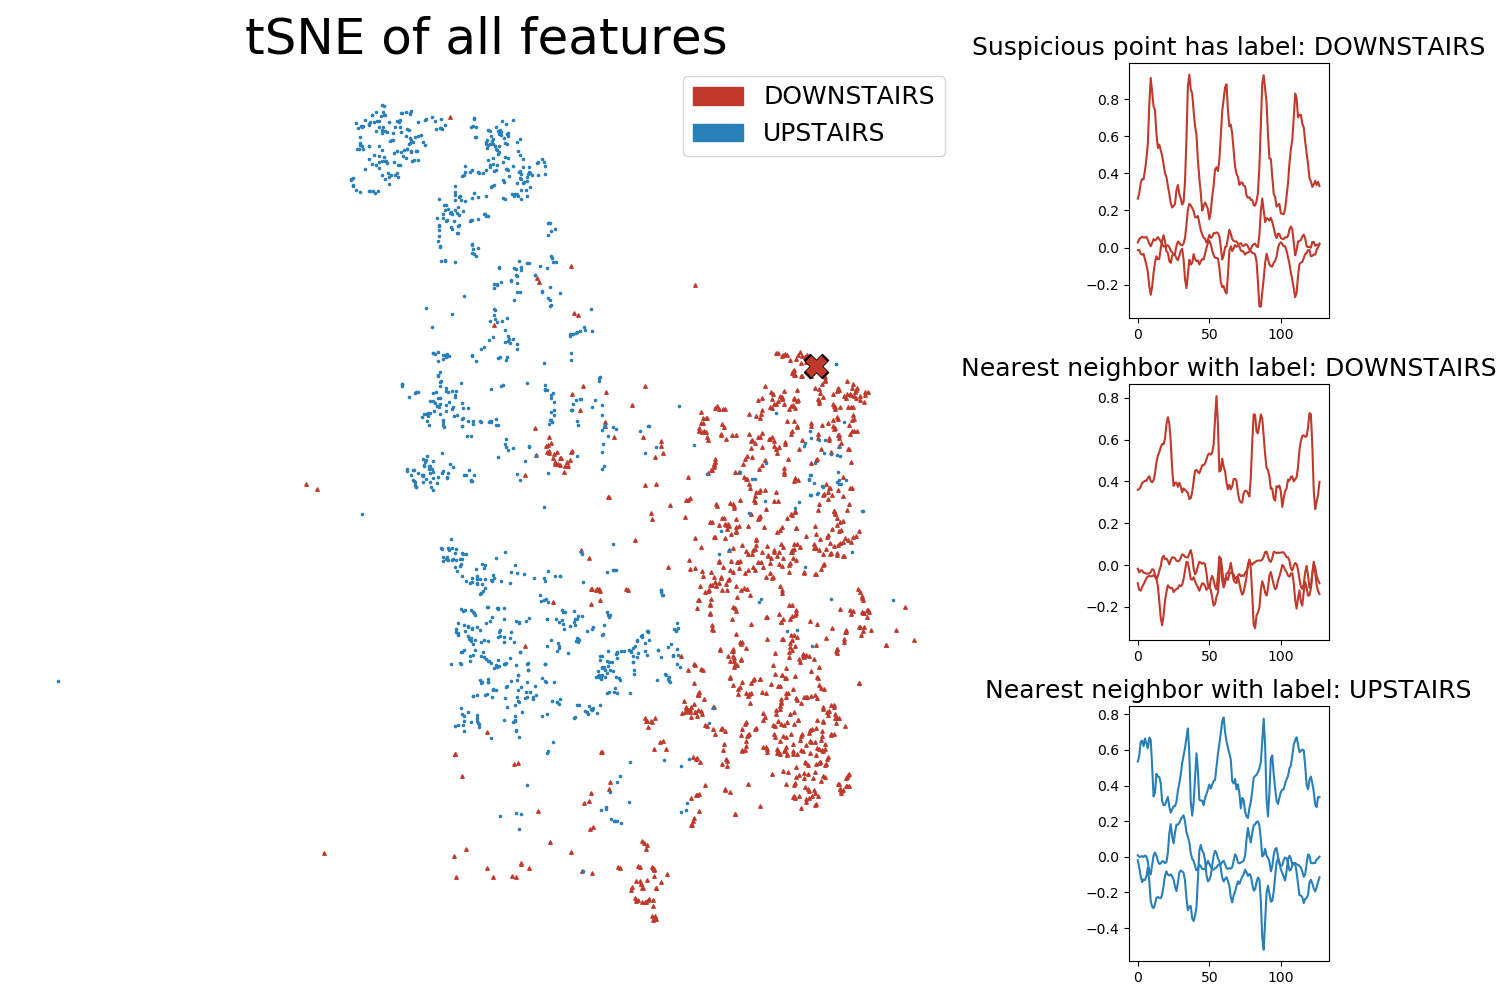 tSNE of all features
DOWNSTAIRS
UPSTAIRS
Suspicious point has label: DOWNSTAIRS
0.8
0.6
0.4
0.2
0.0
−0.2
0 50 100
Nearest neighbor with label: DOWNSTAIRS
0.8
0.6
0.4
0.2
0.0
−0.2
0 50 100
Nearest neighbor with label: UPSTAIRS
0.8
0.6
0.4
0.2
0.0
−0.2
−0.4
0 50 100